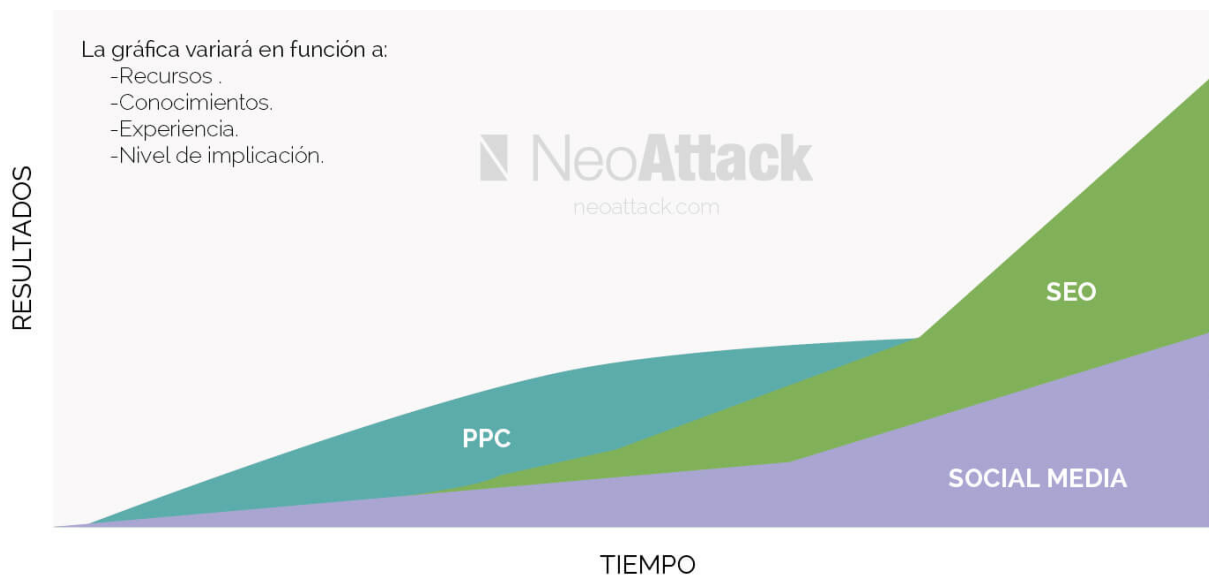 La gráfica variará en función a:
-Recursos .
-Conocimientos.
-Experiencia.
-Nivel de implicación.
NeoAttack
neoattack.com
RESULTADOS
SEO
PPC
SOCIAL MEDIA
TIEMPO